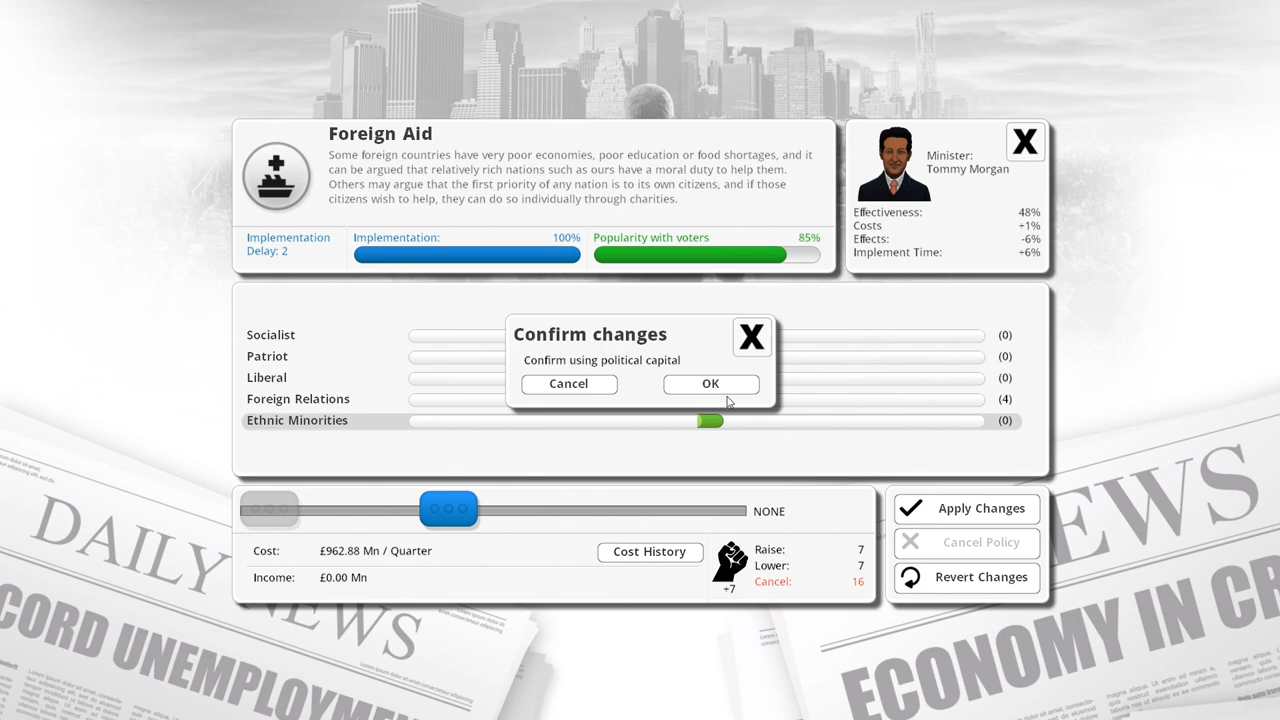 Foreign Aid
Some foreign countries have very poor economies, poor education or food shortages, and it
can be argued that relatively rich nations such as ours have a moral duty to help them.
Others may argue that the first priority of any nation is to its own citizens, and if those
citizens wish to help, they can do so individually through charities.
Implementation
Delay: 2
Implementation: 100%
Popularity with voters 85%
X
Minister:
Tommy Morgan
Effectiveness: 48%
Costs +1%
Effects: -6%
Implement Time: +6%
Socialist (0)
Patriot (0)
Liberal (0)
Foreign Relations (4)
Ethnic Minorities (0)
Confirm changes
X
Confirm using political capital
Cancel OK
NONE
Cost: £962.88 Mn / Quarter
Income: £0.00 Mn
Cost History
+7
Raise: 7
Lower: 7
Cancel: 16
Apply Changes
Cancel Policy
Revert Changes
DAILY NEWS
CORD UNEMPLOYME
EWS
ECONOMY IN CR